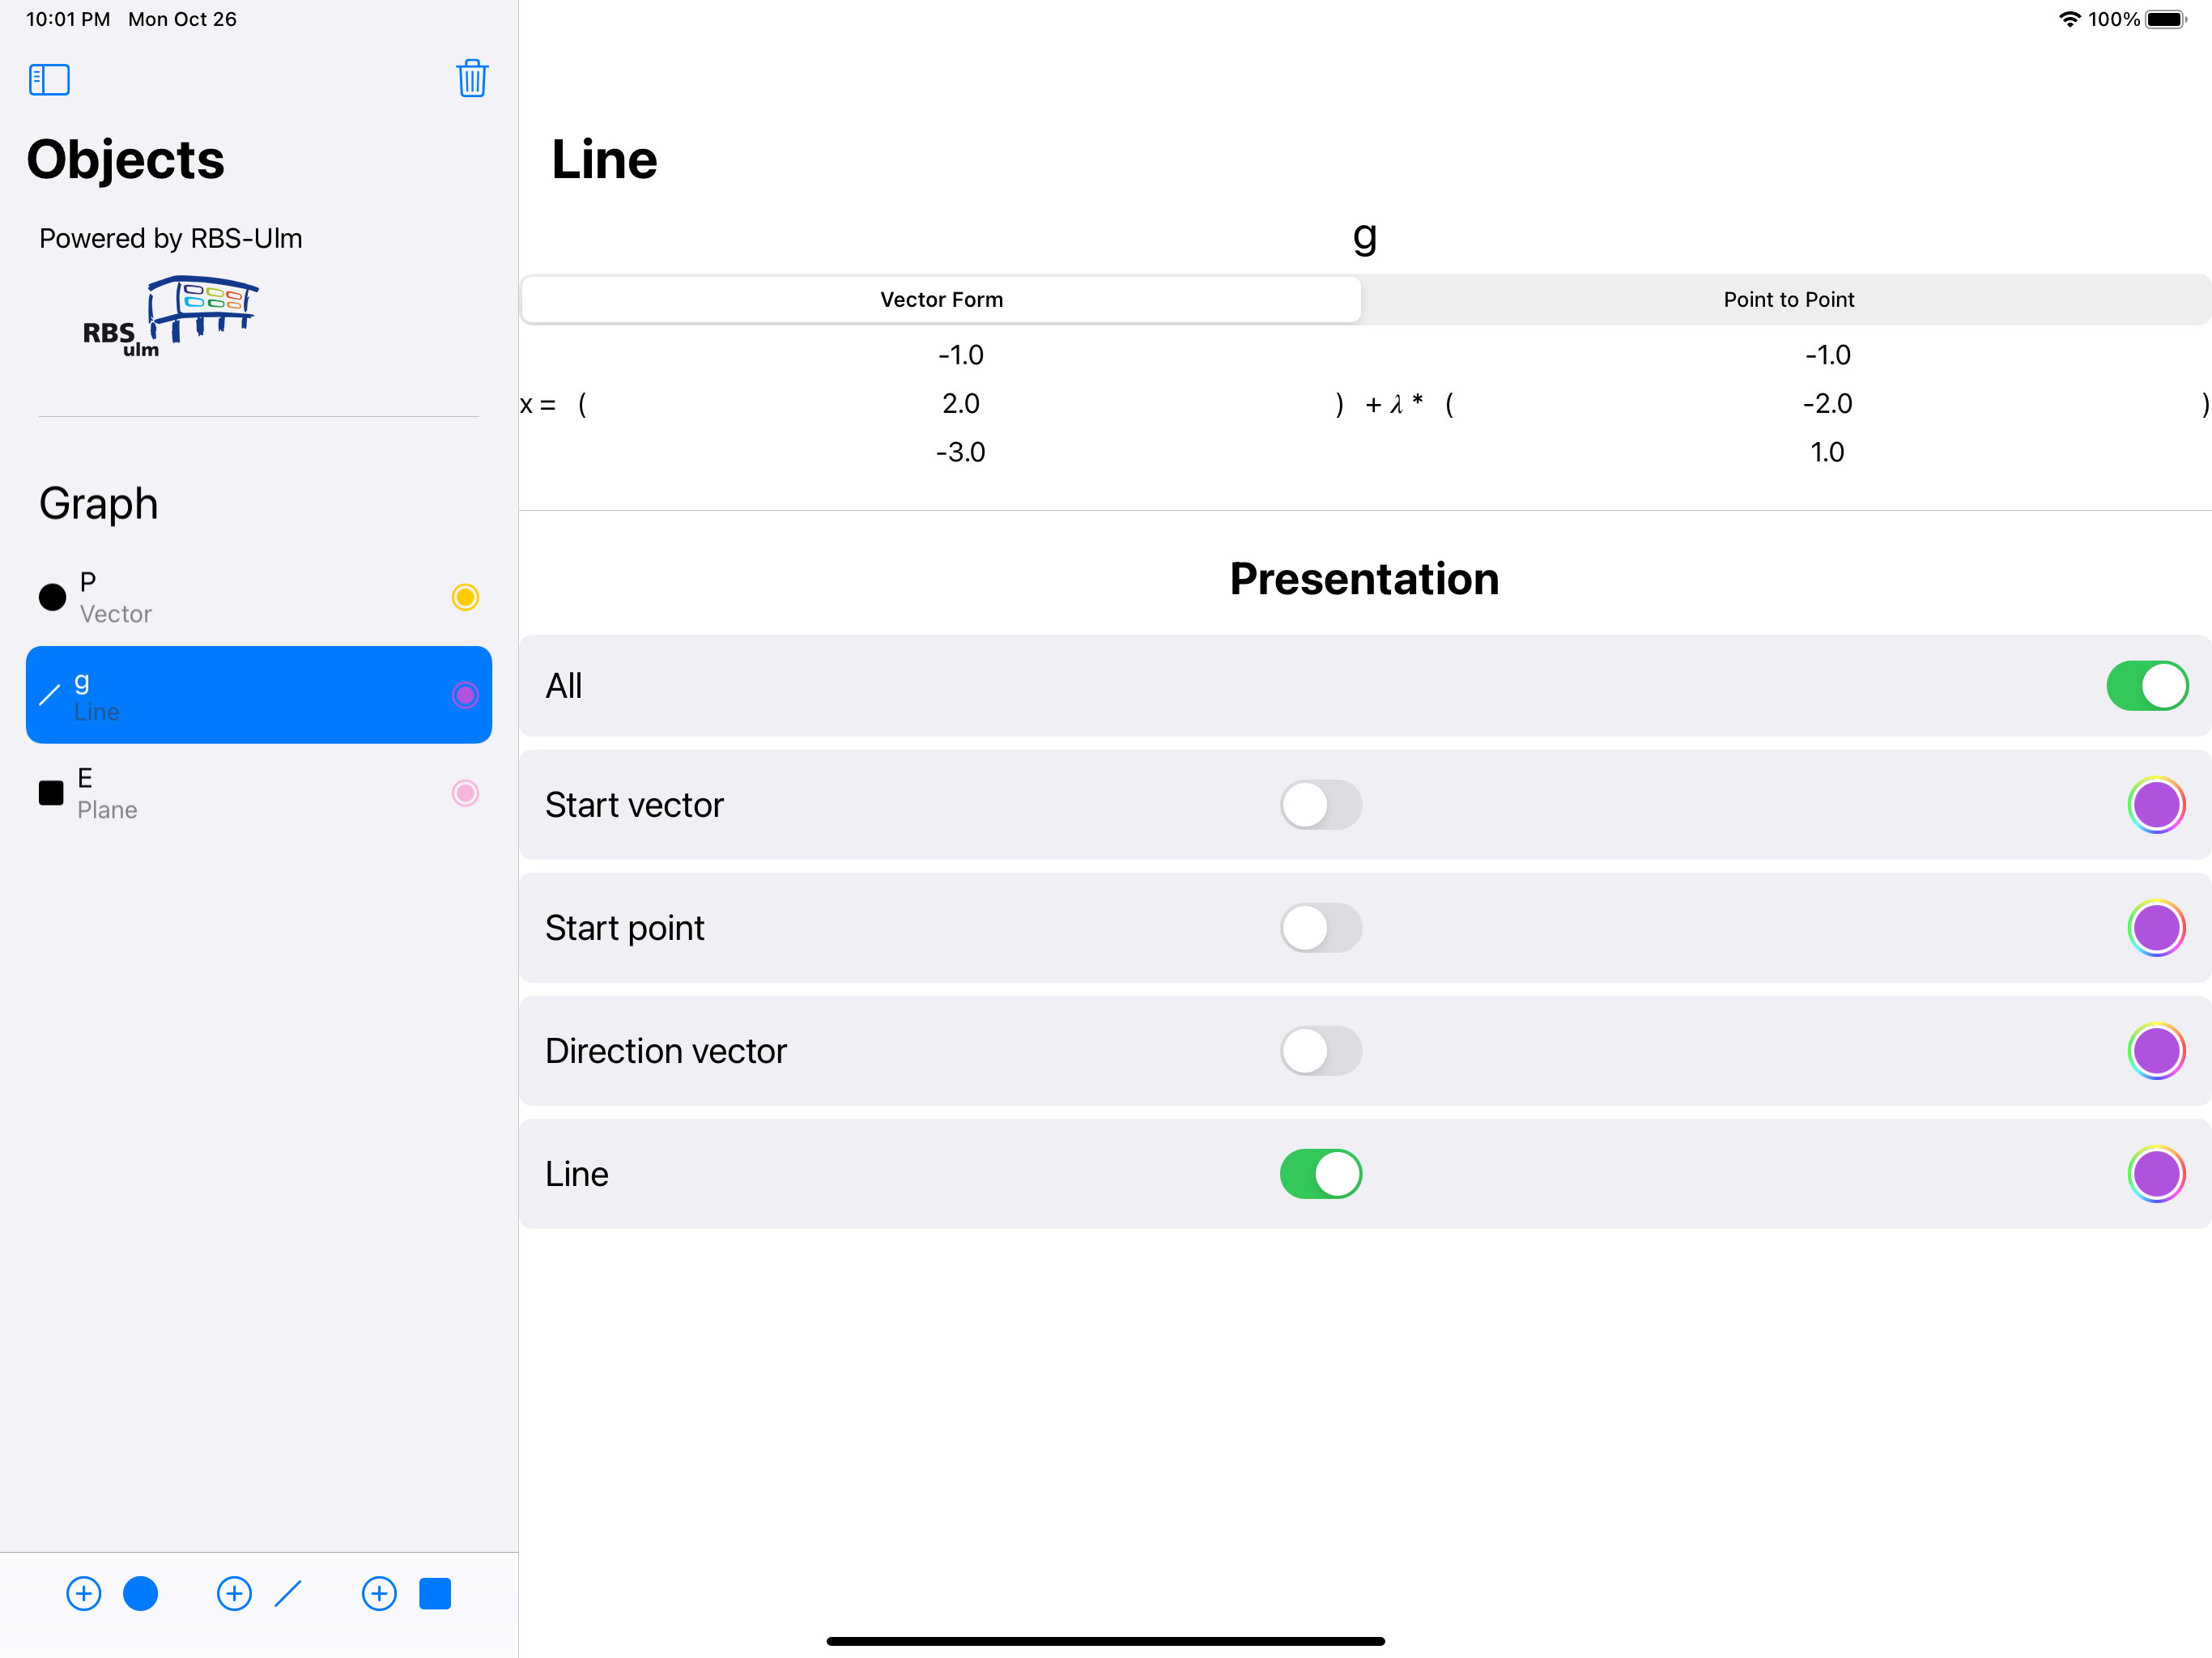 10:01 PM Mon Oct 26
100%
Objects
Powered by RBS-Ulm
RBS
ulm
Graph
P
Vector
g
Line
E
Plane
Line
g
Vector Form
Point to Point
-1.0 -1.0
x = ( 2.0 ) + λ * ( -2.0 )
-3.0 1.0
Presentation
All
Start vector
Start point
Direction vector
Line